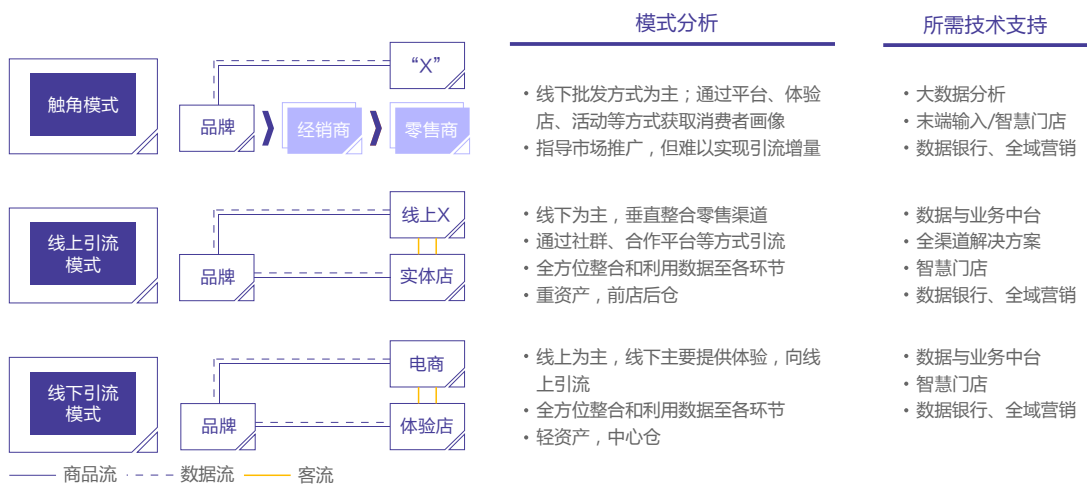 模式分析
所需技术支持
触角模式
“X”
品牌
经销商
零售商
• 线下批发方式为主；通过平台、体验
店、活动等方式获取消费者画像
• 指导市场推广，但难以实现引流增量
• 大数据分析
• 末端输入/智慧门店
• 数据银行、全域营销
线上引流
模式
线上X
品牌
实体店
• 线下为主，垂直整合零售渠道
• 通过社群、合作平台等方式引流
• 全方位整合和利用数据至各环节
• 重资产，前店后仓
• 数据与业务中台
• 全渠道解决方案
• 智慧门店
• 数据银行、全域营销
线下引流
模式
电商
品牌
体验店
• 线上为主，线下主要提供体验，向线
上引流
• 全方位整合和利用数据至各环节
• 轻资产，中心仓
• 数据与业务中台
• 智慧门店
• 数据银行、全域营销
商品流
数据流
客流